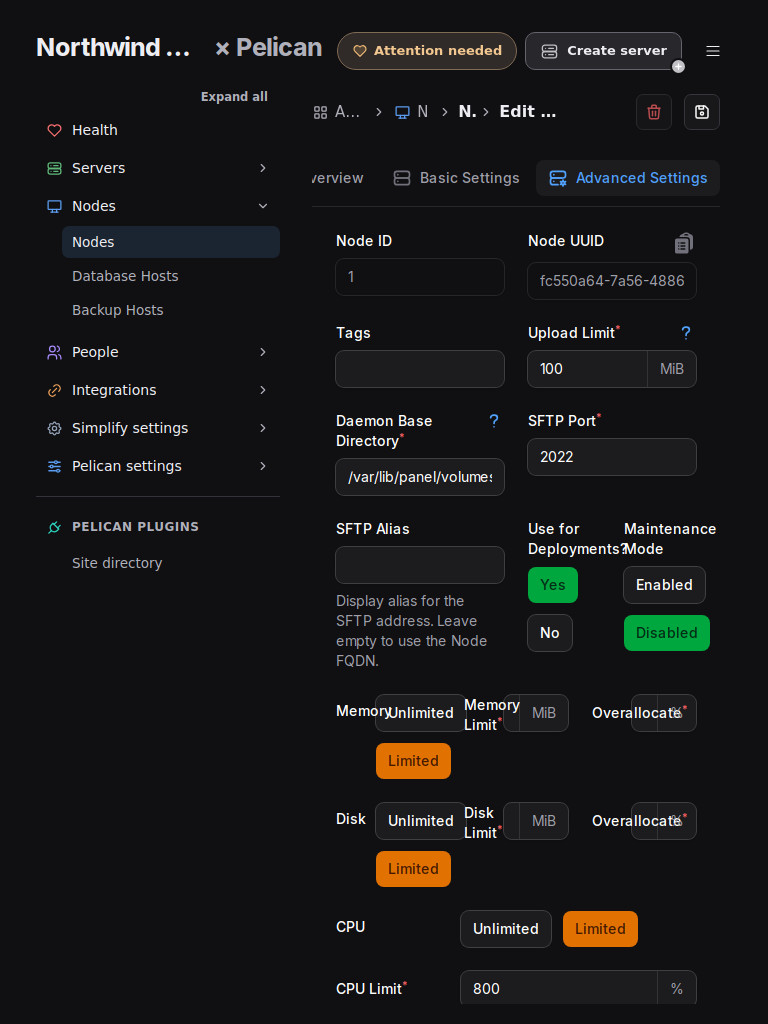 Northwind ... × Pelican
Attention needed
Create server
Expand all
Health
Servers
Nodes
Nodes
Database Hosts
Backup Hosts
People
Integrations
Simplify settings
Pelican settings
PELICAN PLUGINS
Site directory
A... > N > N. > Edit ...
verview
Basic Settings
Advanced Settings
Node ID
1
Node UUID
fc550a64-7a56-4886
Tags
Upload Limit*
?
100
MiB
Daemon Base
Directory*
?
/var/lib/panel/volumes
SFTP Port*
2022
SFTP Alias
Display alias for the
SFTP address. Leave
empty to use the Node
FQDN.
Use for
Deployments?
Yes
No
Maintenance
Mode
Enabled
Disabled
Memory
Unlimited
Limited
Memory
Limit*
MiB
Overallocate*
%
Disk
Unlimited
Limited
Disk
Limit*
MiB
Overallocate*
%
CPU
Unlimited
Limited
CPU Limit*
800
%